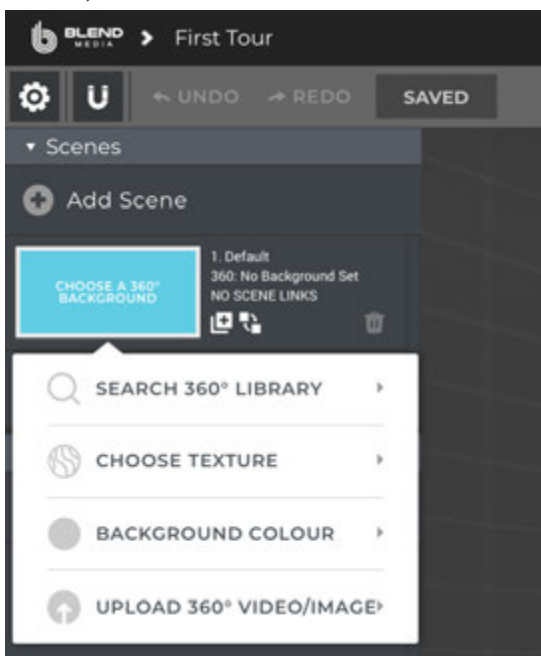 BLEND MEDIA > First Tour
UNDO REDO SAVED
Scenes
Add Scene
CHOOSE A 360°
BACKGROUND
1. Default
360: No Background Set
NO SCENE LINKS
SEARCH 360° LIBRARY
CHOOSE TEXTURE
BACKGROUND COLOUR
UPLOAD 360° VIDEO/IMAGE